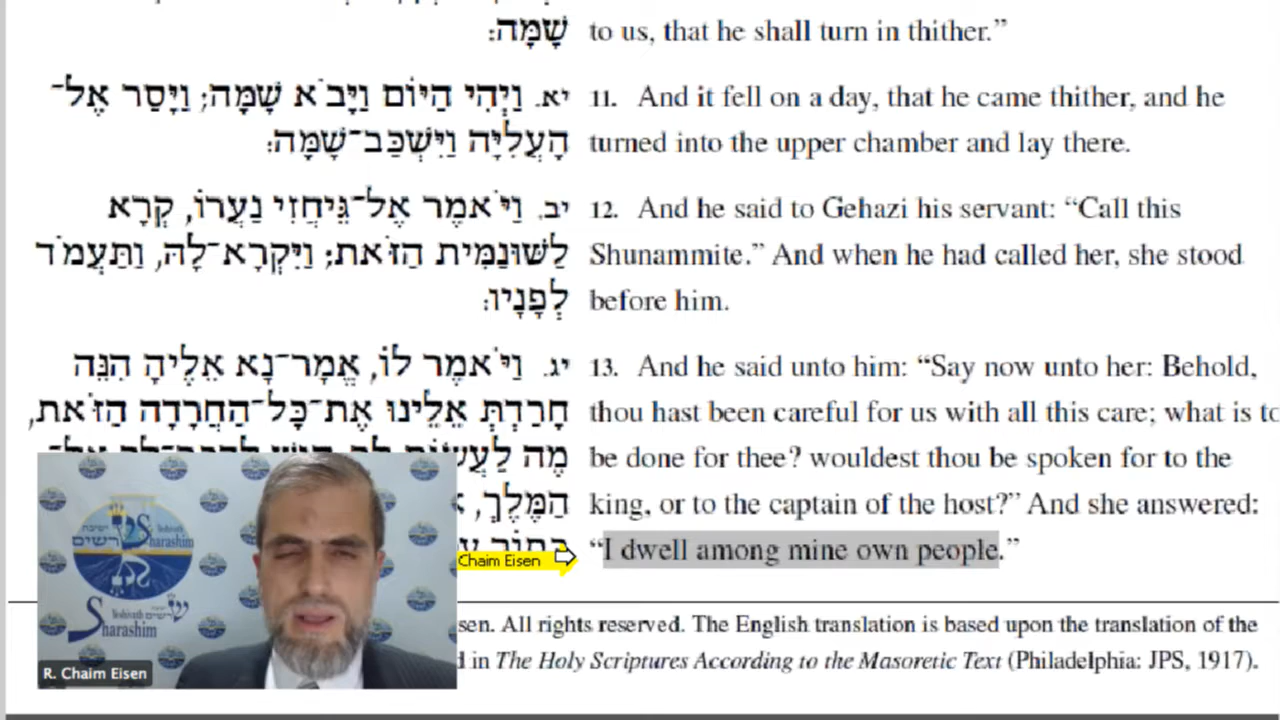 שָׁמָּה:
to us, that he shall turn in thither.”
יא. וַיְהִי הַיּוֹם וַיָּבֹא שָׁמָּה; וַיָּסַר אֶל־
הָעֲלִיָּה וַיִּשְׁכַּב־שָׁמָּה:
11. And it fell on a day, that he came thither, and he
turned into the upper chamber and lay there.
יב. וַיֹּאמֶר אֶל־גֵּיחֲזִי נַעֲרוֹ, קְרָא
לַשּׁוּנַמִּית הַזֹּאת; וַיִּקְרָא־לָהּ, וַתַּעֲמֹד
לְפָנָיו:
12. And he said to Gehazi his servant: “Call this
Shunammite.” And when he had called her, she stood
before him.
יג. וַיֹּאמֶר לוֹ, אֱמָר־נָא אֵלֶיהָ הִנֵּה
חָרַדְתְּ אֵלֵינוּ אֶת־כָּל־הַחֲרָדָה הַזֹּאת,
מֶה לַעֲשׂוֹת
הַמֶּלֶךְ,
13. And he said unto him: “Say now unto her: Behold,
thou hast been careful for us with all this care; what is to
be done for thee? wouldest thou be spoken for to the
king, or to the captain of the host?” And she answered:
“I dwell among mine own people.”
Chaim Eisen
sen. All rights reserved. The English translation is based upon the translation of the
d in The Holy Scriptures According to the Masoretic Text (Philadelphia: JPS, 1917).
ישיבת שרשים
Yeshivath Sharashim
Yeshivath
Sharashim
R. Chaim Eisen